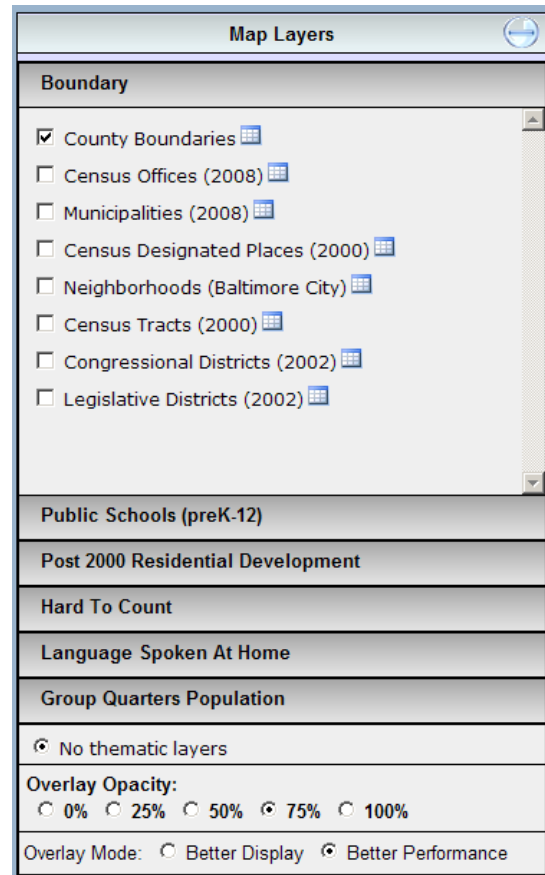 Map Layers
Boundary
County Boundaries
Census Offices (2008)
Municipalities (2008)
Census Designated Places (2000)
Neighborhoods (Baltimore City)
Census Tracts (2000)
Congressional Districts (2002)
Legislative Districts (2002)
Public Schools (preK-12)
Post 2000 Residential Development
Hard To Count
Language Spoken At Home
Group Quarters Population
No thematic layers
Overlay Opacity:
0% 25% 50% 75% 100%
Overlay Mode: Better Display Better Performance